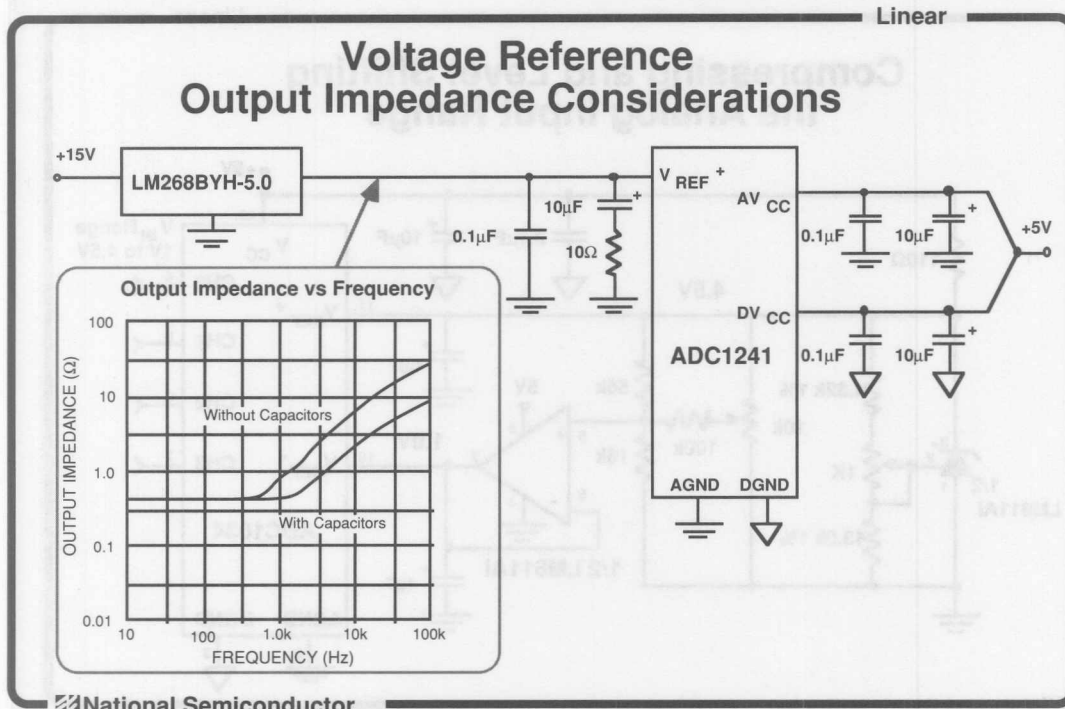 Linear
Voltage Reference
Output Impedance Considerations
+15V
LM268BYH-5.0
0.1µF
10µF
+
10Ω
V REF +
AV CC
DV CC
ADC1241
AGND
DGND
0.1µF
10µF
+
+5V
0.1µF
10µF
+
Output Impedance vs Frequency
OUTPUT IMPEDANCE (Ω)
100
10
1.0
0.1
0.01
Without Capacitors
With Capacitors
10
100
1.0k
10k
100k
FREQUENCY (Hz)
National Semiconductor